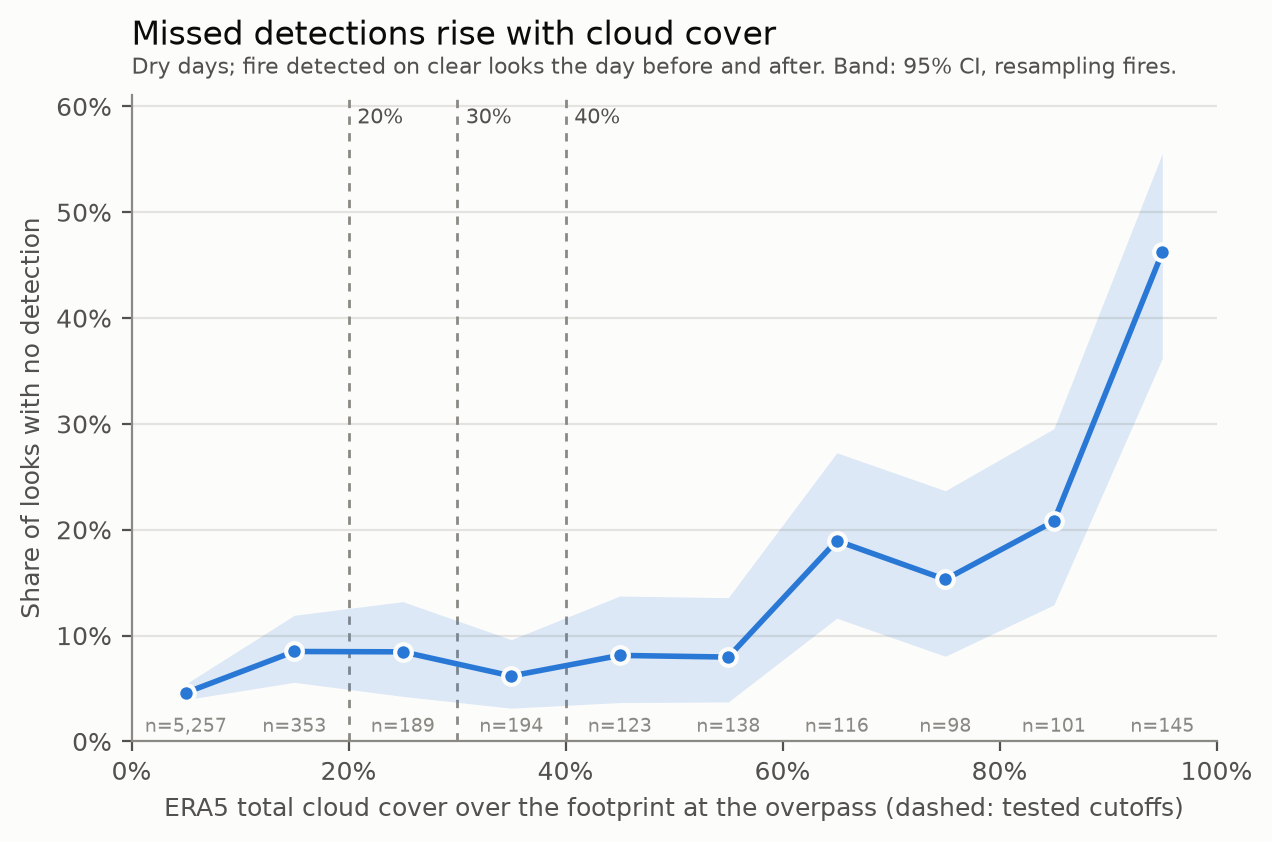 Missed detections rise with cloud cover
Dry days; fire detected on clear looks the day before and after. Band: 95% CI, resampling fires.
Share of looks with no detection
60%
50%
40%
30%
20%
10%
0%
20%
30%
40%
n=5,257
n=353
n=189
n=194
n=123
n=138
n=116
n=98
n=101
n=145
0%
20%
40%
60%
80%
100%
ERA5 total cloud cover over the footprint at the overpass (dashed: tested cutoffs)